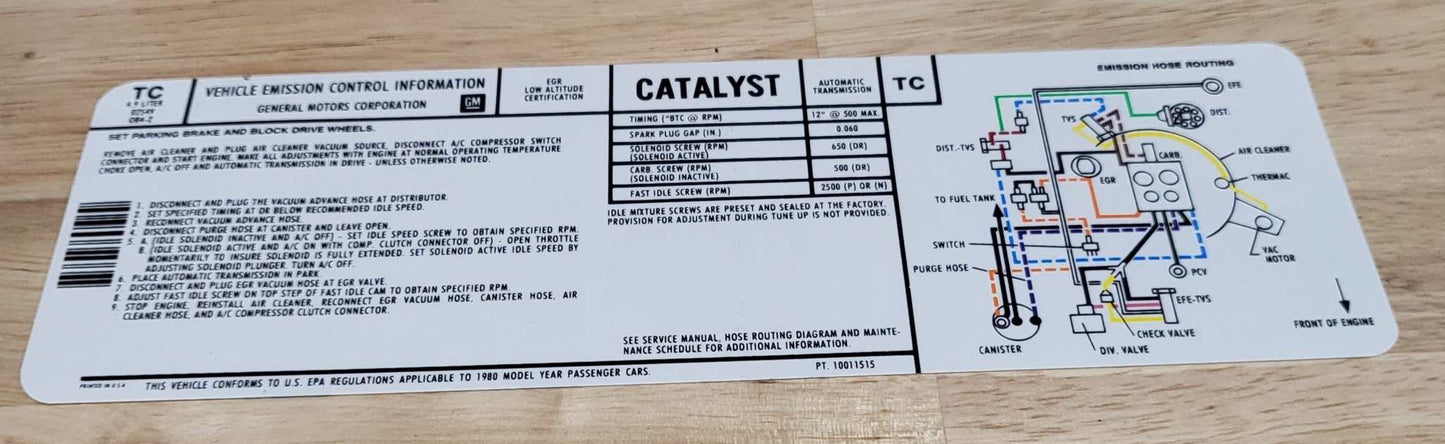 TC
4.9 LITER
VEHICLE EMISSION CONTROL INFORMATION
GENERAL MOTORS CORPORATION
GM
EGR
LOW ALTITUDE
CERTIFICATION
CATALYST
AUTOMATIC
TRANSMISSION
TC
SET PARKING BRAKE AND BLOCK DRIVE WHEELS.
REMOVE AIR CLEANER AND PLUG AIR CLEANER VACUUM SOURCE. DISCONNECT A/C COMPRESSOR SWITCH
CONNECTOR AND START ENGINE. MAKE ALL ADJUSTMENTS WITH ENGINE AT NORMAL OPERATING TEMPERATURE
CHOKE OPEN, A/C OFF AND AUTOMATIC TRANSMISSION IN DRIVE - UNLESS OTHERWISE NOTED.
1. DISCONNECT AND PLUG THE VACUUM ADVANCE HOSE AT DISTRIBUTOR.
2. SET SPECIFIED TIMING AT OR BELOW RECOMMENDED IDLE SPEED.
3. RECONNECT VACUUM ADVANCE HOSE.
4. DISCONNECT PURGE HOSE AT CANISTER AND LEAVE OPEN.
5. A. (IDLE SOLENOID INACTIVE AND A/C OFF) - SET IDLE SPEED SCREW TO OBTAIN SPECIFIED RPM.
B. (IDLE SOLENOID ACTIVE AND A/C ON WITH COMP. CLUTCH CONNECTOR OFF) - OPEN THROTTLE
MOMENTARILY TO INSURE SOLENOID IS FULLY EXTENDED. SET SOLENOID ACTIVE IDLE SPEED BY
ADJUSTING SOLENOID PLUNGER. TURN A/C OFF.
6. PLACE AUTOMATIC TRANSMISSION IN PARK.
7. DISCONNECT AND PLUG EGR VACUUM HOSE AT EGR VALVE.
8. ADJUST FAST IDLE SCREW ON TOP STEP OF FAST IDLE CAM TO OBTAIN SPECIFIED RPM.
9. STOP ENGINE, REINSTALL AIR CLEANER, RECONNECT EGR VACUUM HOSE, CANISTER HOSE, AIR
CLEANER HOSE, AND A/C COMPRESSOR CLUTCH CONNECTOR.
TIMING (°BTC @ RPM) 12° @ 500 MAX.
SPARK PLUG GAP (IN.) 0.060
SOLENOID SCREW (RPM) 650 (DR)
(SOLENOID ACTIVE)
CARB. SCREW (RPM) 500 (DR)
(SOLENOID INACTIVE)
FAST IDLE SCREW (RPM) 2500 (P) OR (N)
IDLE MIXTURE SCREWS ARE PRESET AND SEALED AT THE FACTORY.
PROVISION FOR ADJUSTMENT DURING TUNE UP IS NOT PROVIDED.
SEE SERVICE MANUAL, HOSE ROUTING DIAGRAM AND MAINTE-
NANCE SCHEDULE FOR ADDITIONAL INFORMATION.
PRINTED IN U.S.A
THIS VEHICLE CONFORMS TO U.S. EPA REGULATIONS APPLICABLE TO 1980 MODEL YEAR PASSENGER CARS.
PT. 10011515
EMISSION HOSE ROUTING
EFE
TVS
DIST.
DIST.-TVS
CARB.
AIR CLEANER
EGR
THERMAC
TO FUEL TANK
SWITCH
VAC
MOTOR
PURGE HOSE
PCV
EFE-TVS
CHECK VALVE
CANISTER
DIV. VALVE
FRONT OF ENGINE